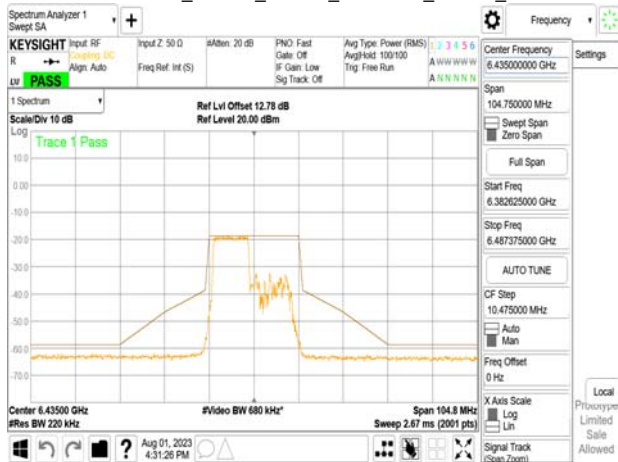 Spectrum Analyzer 1
Swept SA
Frequency
KEYSIGHT
R
LXI
PASS
Input: RF
Coupling: DC
Align: Auto
Input Z: 50 Ω
Freq Ref: Int (S)
#Atten: 20 dB
PNO: Fast
Gate: Off
IF Gain: Low
Sig Track: Off
Avg Type: Power (RMS)
Avg|Hold: 100/100
Trig: Free Run
1 2 3 4 5 6
A W W W W W
A N N N N N
1 Spectrum
Scale/Div 10 dB
Ref Lvl Offset 12.78 dB
Ref Level 20.00 dBm
Log
Trace 1 Pass
10.0
0.00
-10.0
-20.0
-30.0
-40.0
-50.0
-60.0
-70.0
Center 6.43500 GHz
#Res BW 220 kHz
#Video BW 680 kHz*
Span 104.8 MHz
Sweep 2.67 ms (2001 pts)
Aug 01, 2023
4:31:26 PM
Center Frequency
6.435000000 GHz
Span
104.750000 MHz
Swept Span
Zero Span
Full Span
Start Freq
6.382625000 GHz
Stop Freq
6.487375000 GHz
AUTO TUNE
CF Step
10.475000 MHz
Auto
Man
Freq Offset
0 Hz
X Axis Scale
Log
Lin
Signal Track
(Span Zoom)
Settings
Local
Prototype
Limited
Sale
Allowed